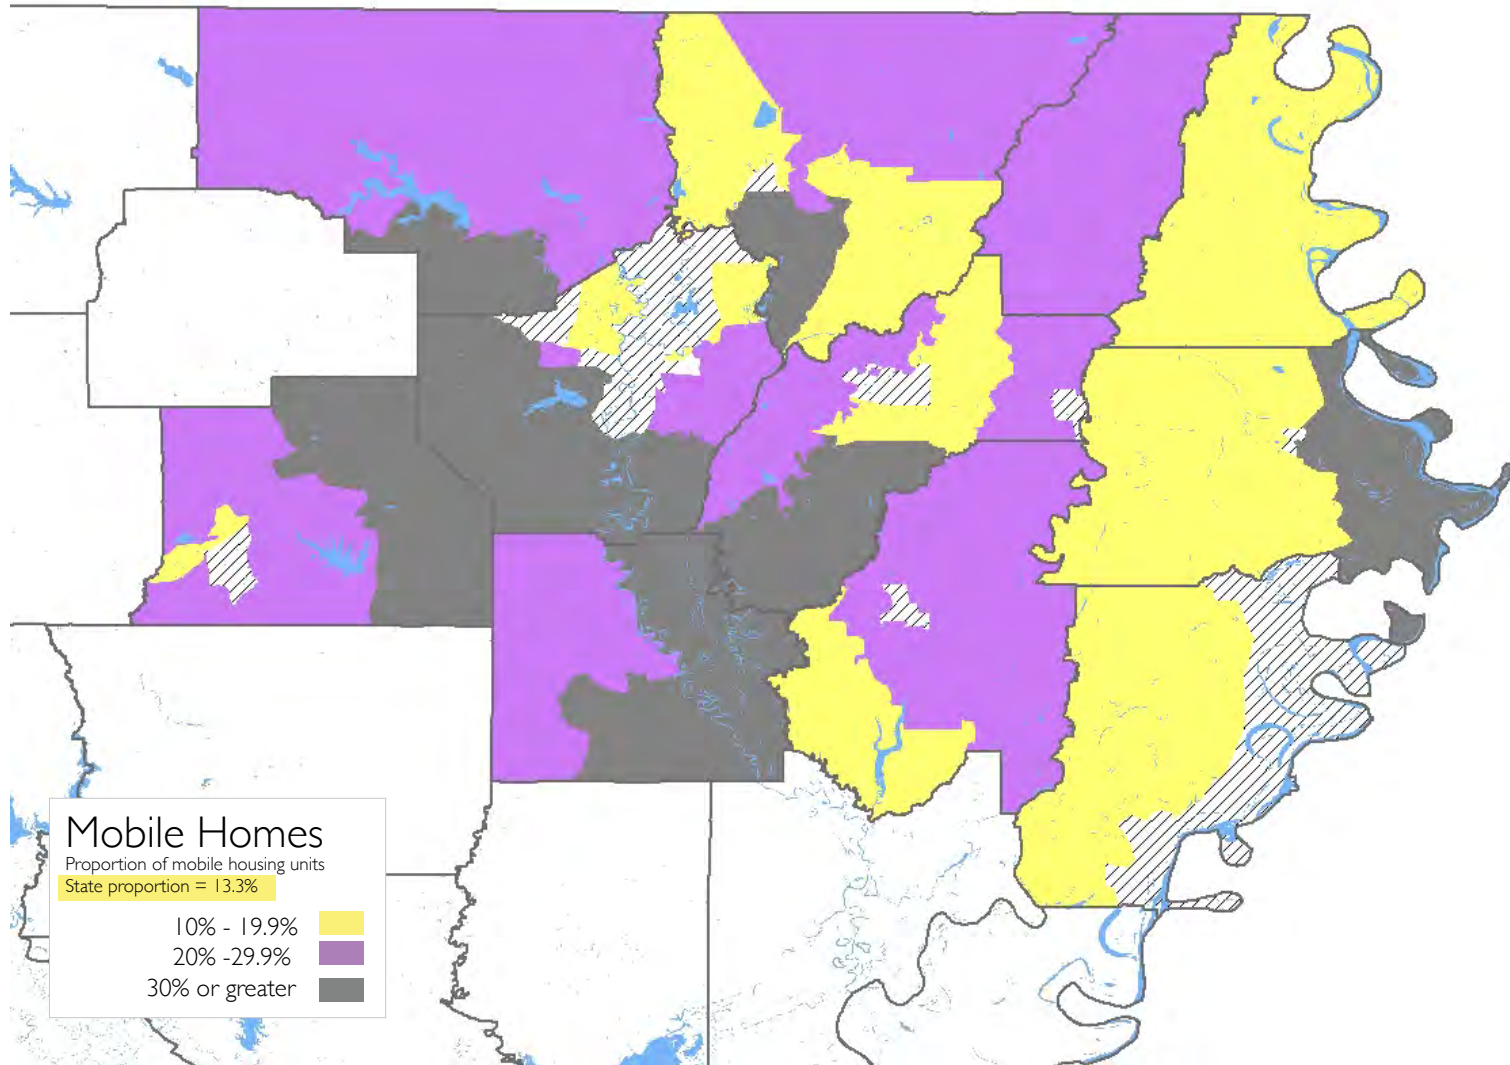 Mobile Homes
Proportion of mobile housing units
State proportion = 13.3%
10% - 19.9%
20% -29.9%
30% or greater